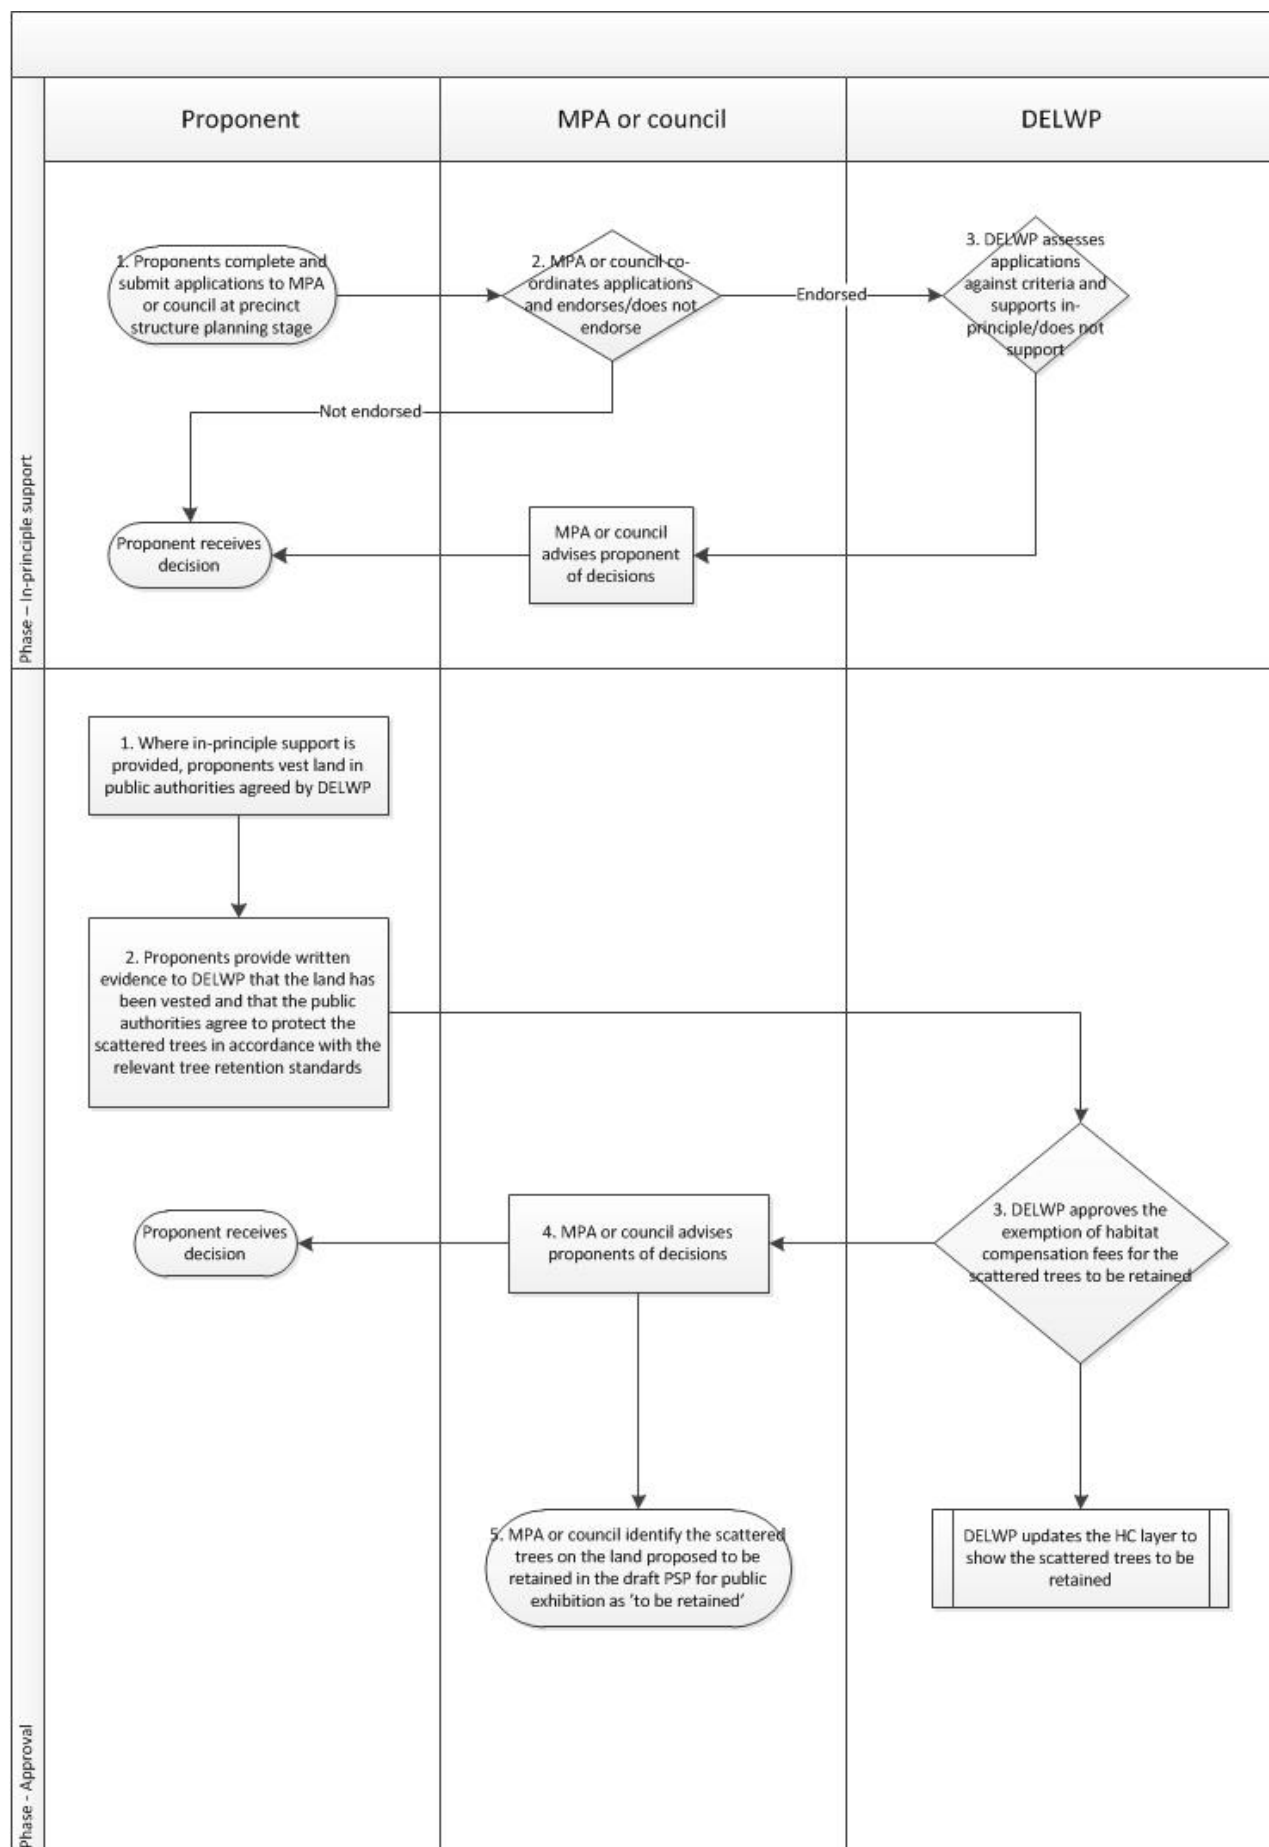 Proponent
MPA or council
DELWP
Phase – In-principle support
1. Proponents complete and
submit applications to MPA
or council at precinct
structure planning stage
2. MPA or council co-
ordinates applications
and endorses/does not
endorse
Endorsed
3. DELWP assesses
applications
against criteria and
supports in-
principle/does not
support
Not endorsed
Proponent receives
decision
MPA or council
advises proponent
of decisions
Phase - Approval
1. Where in-principle support is
provided, proponents vest land in
public authorities agreed by DELWP
2. Proponents provide written
evidence to DELWP that the land has
been vested and that the public
authorities agree to protect the
scattered trees in accordance with the
relevant tree retention standards
3. DELWP approves the
exemption of habitat
compensation fees for the
scattered trees to be retained
4. MPA or council advises
proponents of decisions
Proponent receives
decision
5. MPA or council identify the scattered
trees on the land proposed to be
retained in the draft PSP for public
exhibition as ‘to be retained’
DELWP updates the HC layer to
show the scattered trees to be
retained